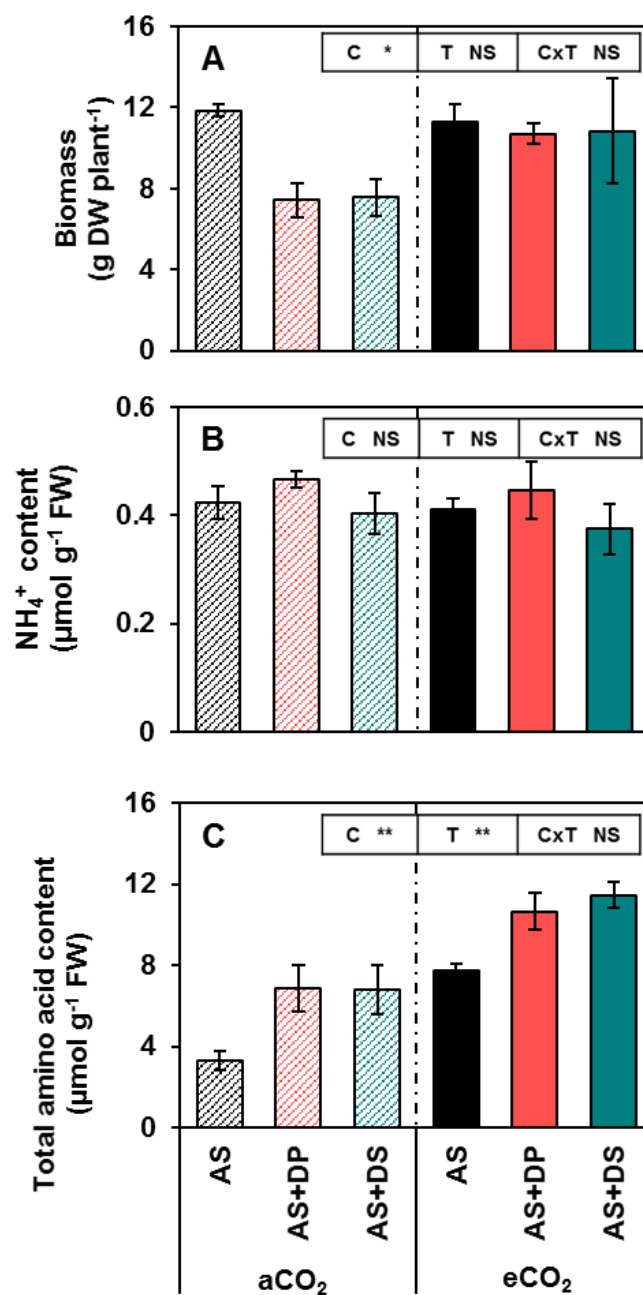 A
C * T NS CxT NS
16
12
8
4
0
Biomass
(g DW plant⁻¹)
B
C NS T NS CxT NS
0.6
0.4
0.2
0
NH₄⁺ content
(µmol g⁻¹ FW)
C
C ** T ** CxT NS
16
12
8
4
0
Total amino acid content
(µmol g⁻¹ FW)
AS
AS+DP
AS+DS
AS
AS+DP
AS+DS
aCO₂
eCO₂